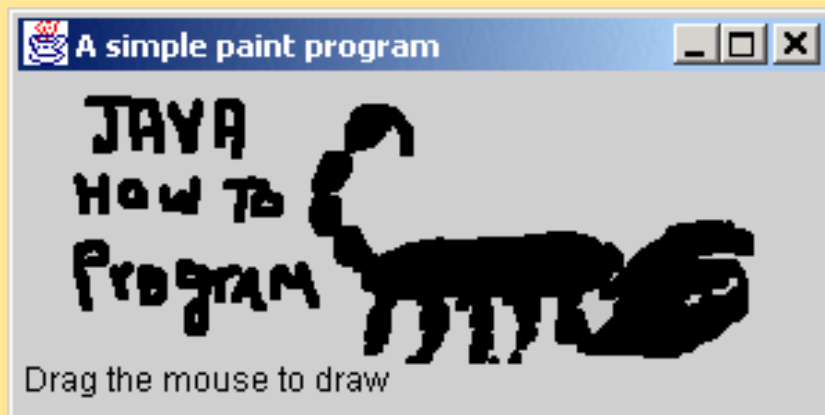 A simple paint program
JAVA
HOW TO
PrograM
Drag the mouse to draw